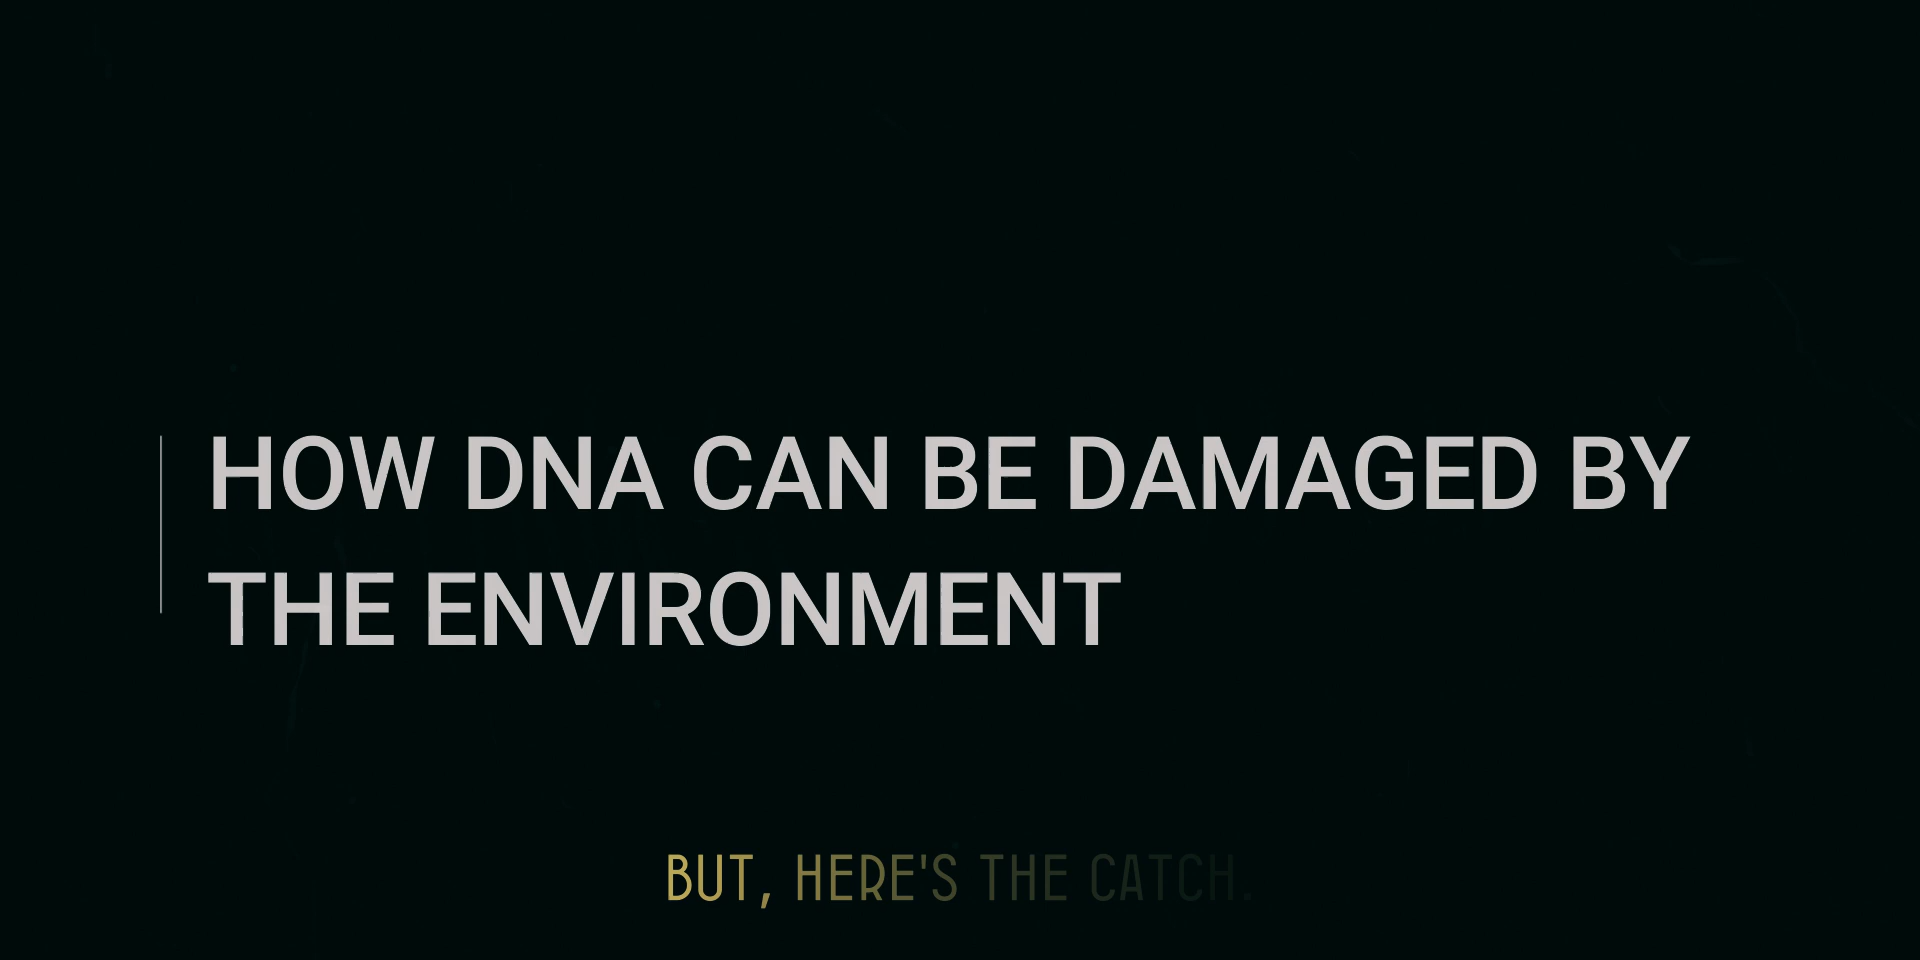 HOW DNA CAN BE DAMAGED BY
THE ENVIRONMENT
BUT, HERE'S THE CATCH.